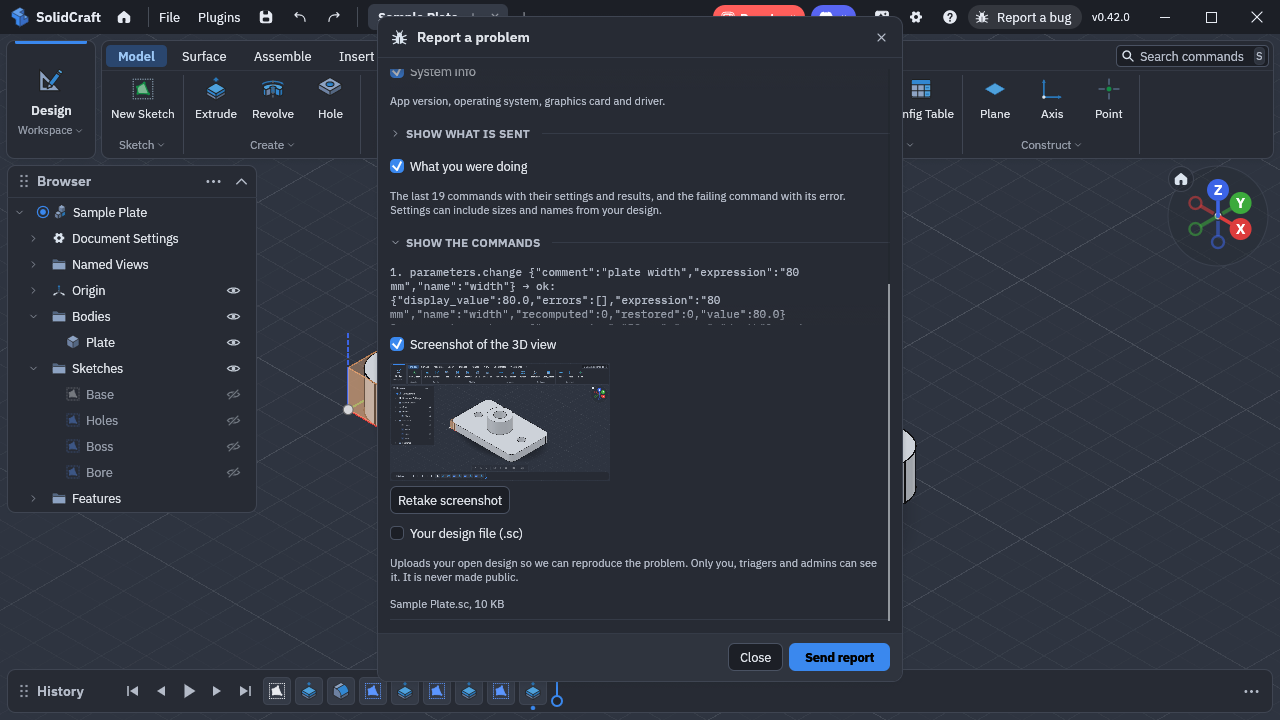 SolidCraft
File
Plugins
Report a bug
v0.42.0
Report a problem
Model
Surface
Assemble
Insert
Search commands
S
Design
Workspace
New Sketch
Extrude
Revolve
Hole
Plane
Axis
Point
Table
Sketch
Create
Construct
System info
App version, operating system, graphics card and driver.
SHOW WHAT IS SENT
What you were doing
The last 19 commands with their settings and results, and the failing command with its error.
Settings can include sizes and names from your design.
SHOW THE COMMANDS
1. parameters.change {"comment":"plate width","expression":"80
mm","name":"width"} → ok:
{"display_value":80.0,"errors":[],"expression":"80
mm","name":"width","recomputed":0,"restored":0,"value":80.0}
Screenshot of the 3D view
Retake screenshot
Your design file (.sc)
Uploads your open design so we can reproduce the problem. Only you, triagers and admins can see
it. It is never made public.
Sample Plate.sc, 10 KB
Close
Send report
Browser
Sample Plate
Document Settings
Named Views
Origin
Bodies
Plate
Sketches
Base
Holes
Boss
Bore
Features
Z
Y
X
History